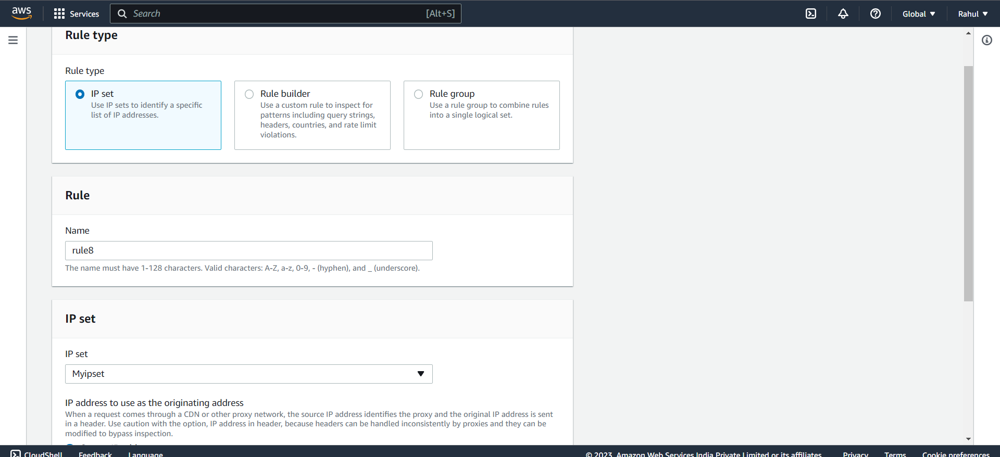 aws
Services
Search
[Alt+S]
Global
Rahul
Rule type
Rule type
IP set
Use IP sets to identify a specific
list of IP addresses.
Rule builder
Use a custom rule to inspect for
patterns including query strings,
headers, countries, and rate limit
violations.
Rule group
Use a rule group to combine rules
into a single logical set.
Rule
Name
rule8
The name must have 1-128 characters. Valid characters: A-Z, a-z, 0-9, - (hyphen), and _ (underscore).
IP set
IP set
Myipset
IP address to use as the originating address
When a request comes through a CDN or other proxy network, the source IP address identifies the proxy and the original IP address is sent
in a header. Use caution with the option, IP address in header, because headers can be handled inconsistently by proxies and they can be
modified to bypass inspection.
CloudShell
Feedback
Language
© 2023, Amazon Web Services India Private Limited or its affiliates.
Privacy
Terms
Cookie preferences